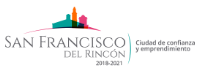 SAN FRANCISCO
DEL RINCÓN
2018-2021
Ciudad de confianza
y emprendimiento